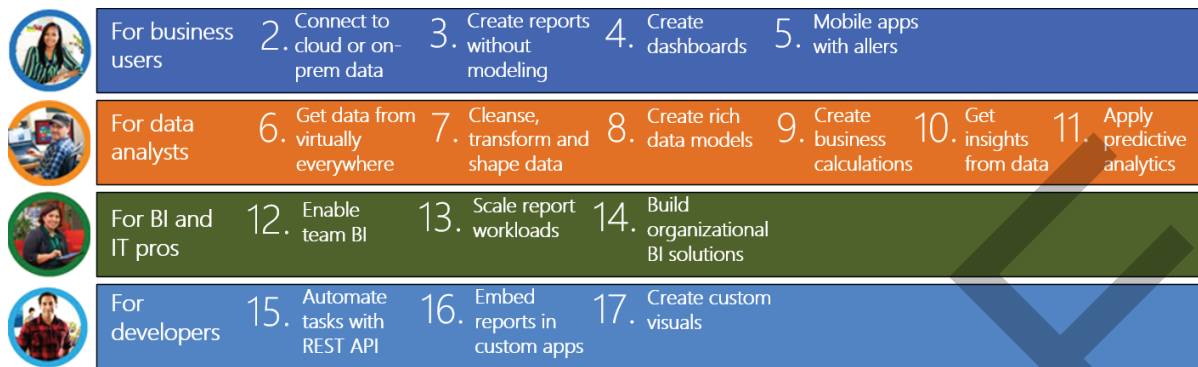 For business
users
2.
Connect to
cloud or on-
prem data
3.
Create reports
without
modeling
4.
Create
dashboards
5.
Mobile apps
with allers
For data
analysts
6.
Get data from
virtually
everywhere
7.
Cleanse,
transform and
shape data
8.
Create rich
data models
9.
Create
business
calculations
10.
Get
insights
from data
11.
Apply
predictive
analytics
For BI and
IT pros
12.
Enable
team BI
13.
Scale report
workloads
14.
Build
organizational
BI solutions
For
developers
15.
Automate
tasks with
REST API
16.
Embed
reports in
custom apps
17.
Create custom
visuals